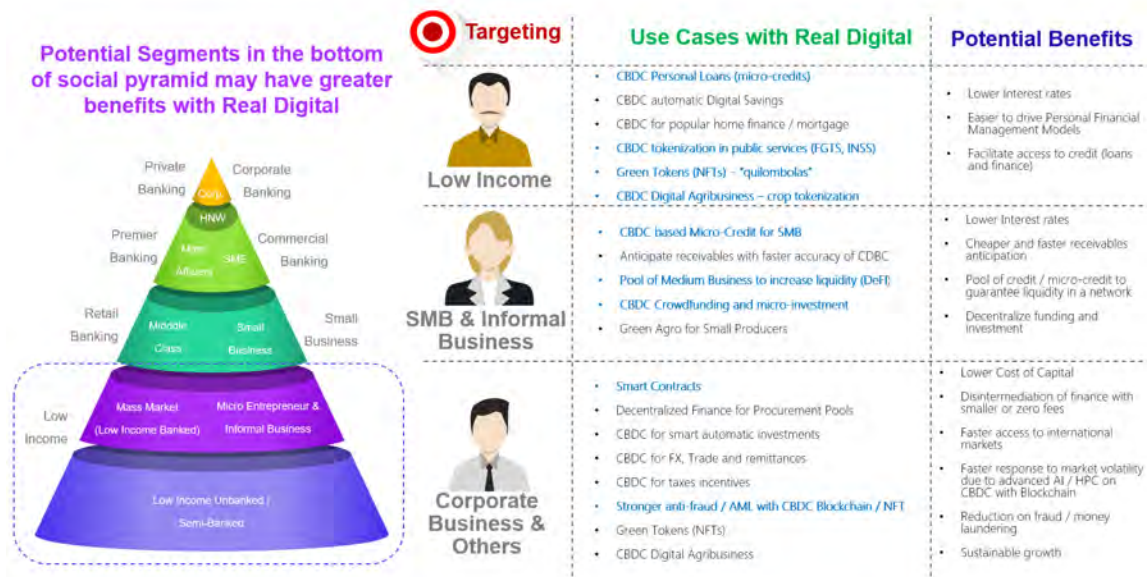 Potential Segments in the bottom
of social pyramid may have greater
benefits with Real Digital
Private
Banking
Corporate
Banking
Corp.
HNW
Premier
Banking
Commercial
Banking
Mass
Affluent
SME
Retail
Banking
Small
Business
Middle
Class
Small
Business
Low
Income
Mass Market
(Low Income Banked)
Micro Entrepreneur &
Informal Business
Low Income Unbanked /
Semi-Banked
Targeting
Use Cases with Real Digital
Potential Benefits
Low Income
• CBDC Personal Loans (micro-credits)
• CBDC automatic Digital Savings
• CBDC for popular home finance / mortgage
• CBDC tokenization in public services (FGTS, INSS)
• Green Tokens (NFTs) – "quilombolas"
• CBDC Digital Agribusiness – crop tokenization
• Lower Interest rates
• Easier to drive Personal Financial
Management Models
• Facilitate access to credit (loans
and finance)
SMB & Informal
Business
• CBDC based Micro-Credit for SMB
• Anticipate receivables with faster accuracy of CDBC
• Pool of Medium Business to increase liquidity (DeFI)
• CBDC Crowdfunding and micro-investment
• Green Agro for Small Producers
• Lower Interest rates
• Cheaper and faster receivables
anticipation
• Pool of credit / micro-credit to
guarantee liquidity in a network
• Decentralize funding and
investment
Corporate
Business &
Others
• Smart Contracts
• Decentralized Finance for Procurement Pools
• CBDC for smart automatic investments
• CBDC for FX, Trade and remittances
• CBDC for taxes incentives
• Stronger anti-fraud / AML with CBDC Blockchain / NFT
• Green Tokens (NFTs)
• CBDC Digital Agribusiness
• Lower Cost of Capital
• Disintermediation of finance with
smaller or zero fees
• Faster access to international
markets
• Faster response to market volatility
due to advanced AI / HPC on
CBDC with Blockchain
• Reduction on fraud / money
laundering
• Sustainable growth